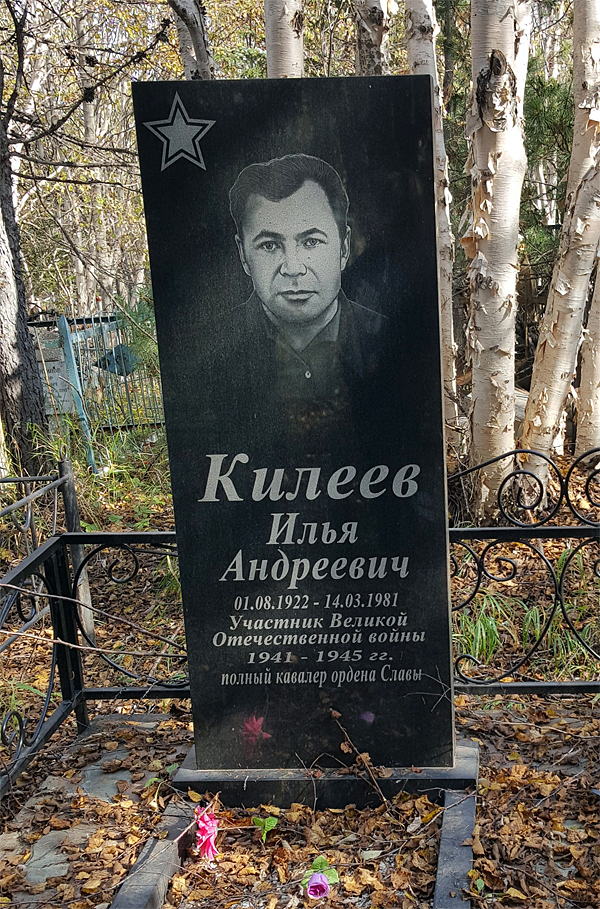 Килеев
Илья
Андреевич
01.08.1922 - 14.03.1981
Участник Великой
Отечественной войны
1941 - 1945 гг.
полный кавалер ордена Славы